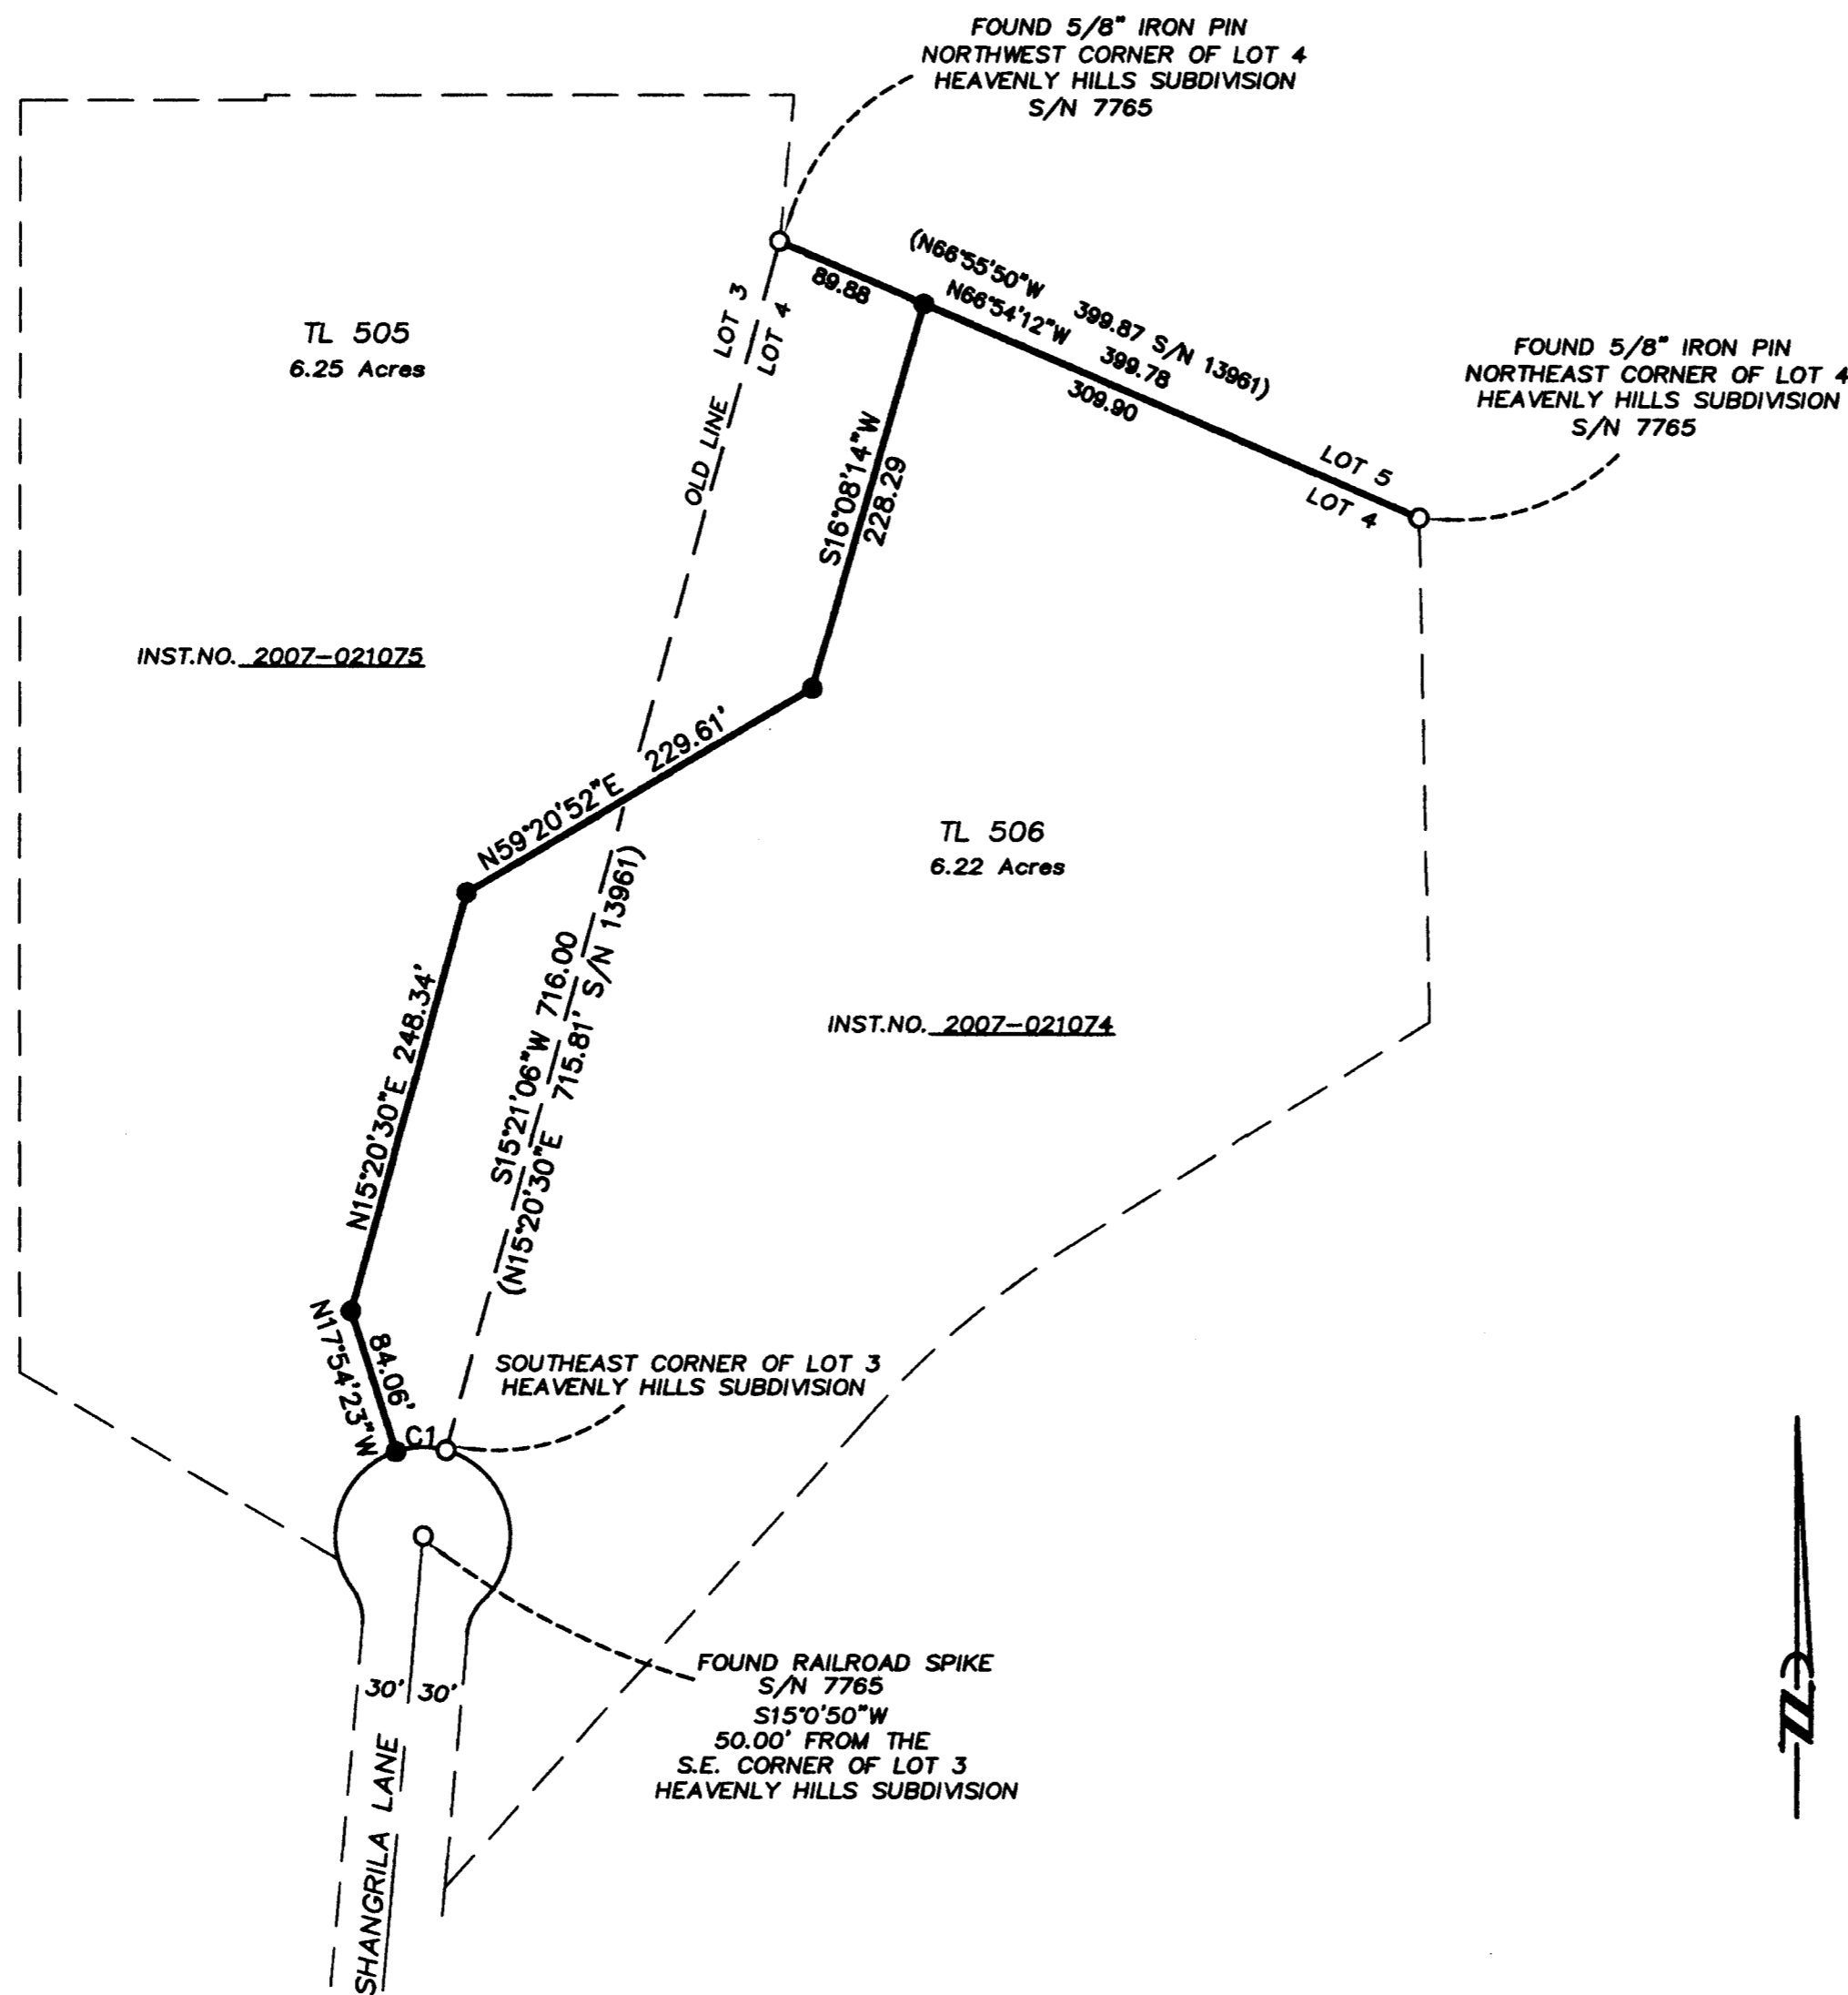 FOUND 5/8" IRON PIN
NORTHWEST CORNER OF LOT 4
HEAVENLY HILLS SUBDIVISION
S/N 7765
(N66°55'50"W 399.87 S/N 13961)
N66°54'12"W 399.78
89.88
309.90
LOT 5
LOT 4
FOUND 5/8" IRON PIN
NORTHEAST CORNER OF LOT 4
HEAVENLY HILLS SUBDIVISION
S/N 7765
TL 505
6.25 Acres
OLD LINE LOT 3
LOT 4
S16°08'14"W
228.29
INST.NO. 2007-021075
N59°20'52"E 229.61'
TL 506
6.22 Acres
INST.NO. 2007-021074
N15°20'30"E 248.34'
S15°21'06"W 716.00
(N15°20'30"E 715.81' S/N 13961)
N17°54'23"W
84.06'
C1
SOUTHEAST CORNER OF LOT 3
HEAVENLY HILLS SUBDIVISION
FOUND RAILROAD SPIKE
S/N 7765
S15°0'50"W
50.00' FROM THE
S.E. CORNER OF LOT 3
HEAVENLY HILLS SUBDIVISION
30' 30'
SHANGRILA LANE
N